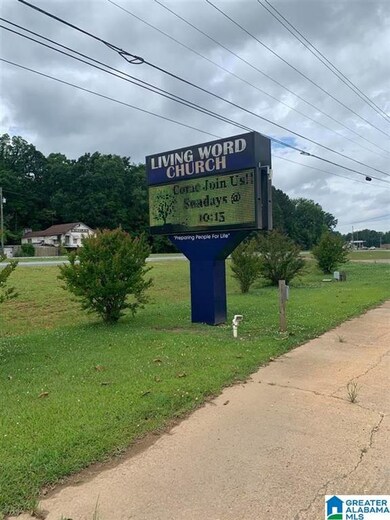 LIVING WORD
CHURCH
Come Join Us!!
Sundays @
10:15
"Preparing People For Life"
GREATER
ALABAMA
MLS